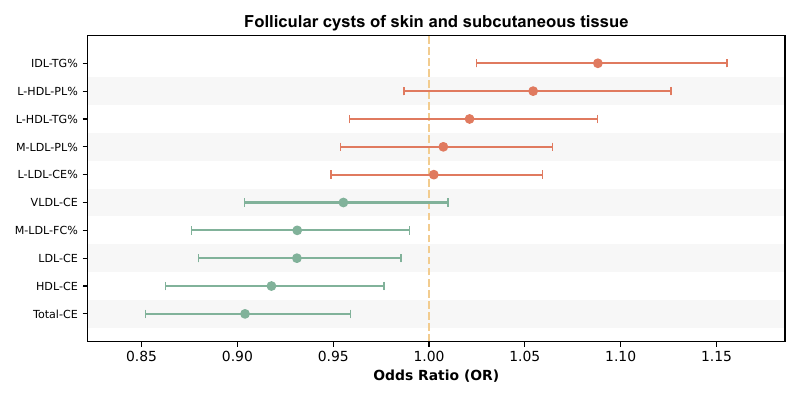 Follicular cysts of skin and subcutaneous tissue
IDL-TG%
L-HDL-PL%
L-HDL-TG%
M-LDL-PL%
L-LDL-CE%
VLDL-CE
M-LDL-FC%
LDL-CE
HDL-CE
Total-CE
0.85 0.90 0.95 1.00 1.05 1.10 1.15
Odds Ratio (OR)